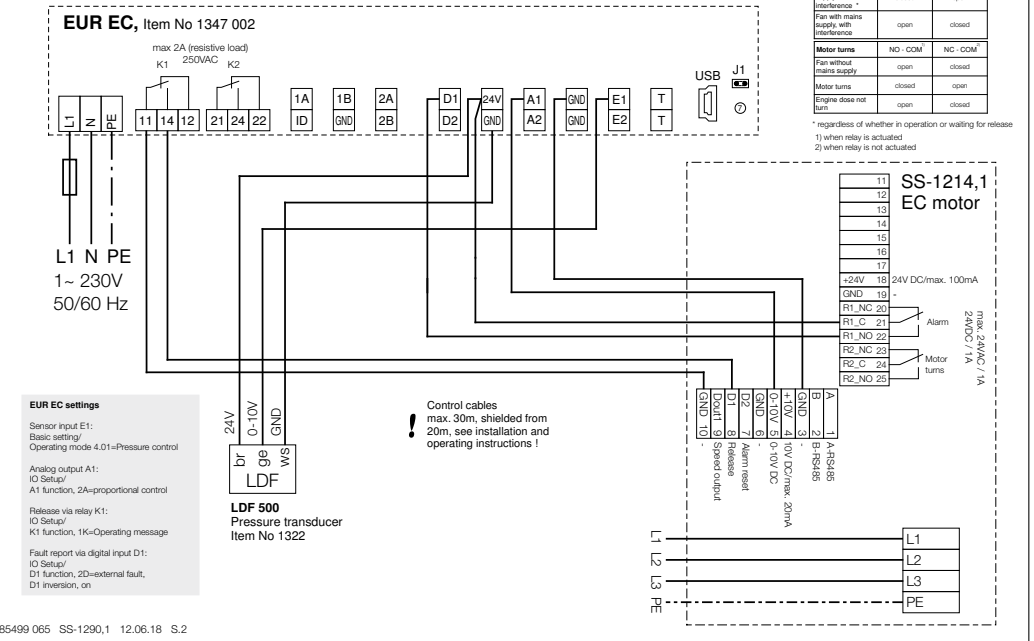 EUR EC, Item No 1347 002
max 2A (resistive load)
250VAC
K1 K2
L1 N PE
11 14 12 21 24 22
1A 1B 2A
ID GND 2B
D1 24V A1 GND E1 T
D2 GND A2 GND E2 T
USB J1
7
interference *
Fan with mains supply, with interference open closed
Motor turns NO - COM 1) NC - COM 2)
Fan without mains supply open closed
Motor turns closed open
Engine dose not turn open closed
* regardless of whether in operation or waiting for release
1) when relay is actuated
2) when relay is not actuated
L1 N PE
1~ 230V
50/60 Hz
SS-1214,1
EC motor
11
12
13
14
15
16
17
+24V 18 24V DC/max. 100mA
GND 19 -
R1_NC 20
R1_C 21 Alarm
R1_NO 22
R2_NC 23
R2_C 24 Motor turns
R2_NO 25
max. 24VAC / 1A
24VDC / 1A
GND 10 -
Dout1 9 Speed output
D1 8 Release
D2 7 Alarm reset
GND 6 -
0-10V 5 0-10V DC
+10V 4 10V DC/max. 20mA
GND 3 -
B 2 B-RS485
A 1 A-RS485
EUR EC settings
Sensor input E1:
Basic setting/
Operating mode 4.01=Pressure control
Analog output A1:
IO Setup/
A1 function, 2A=proportional control
Release via relay K1:
IO Setup/
K1 function, 1K=Operating message
Fault report via digital input D1:
IO Setup/
D1 function, 2D=external fault,
D1 inversion, on
24V 0-10V GND
br ge ws
LDF
LDF 500
Pressure transducer
Item No 1322
! Control cables
max. 30m, shielded from
20m, see installation and
operating instructions !
L1 L1
L2 L2
L3 L3
PE PE
85499 065 SS-1290,1 12.06.18 S.2